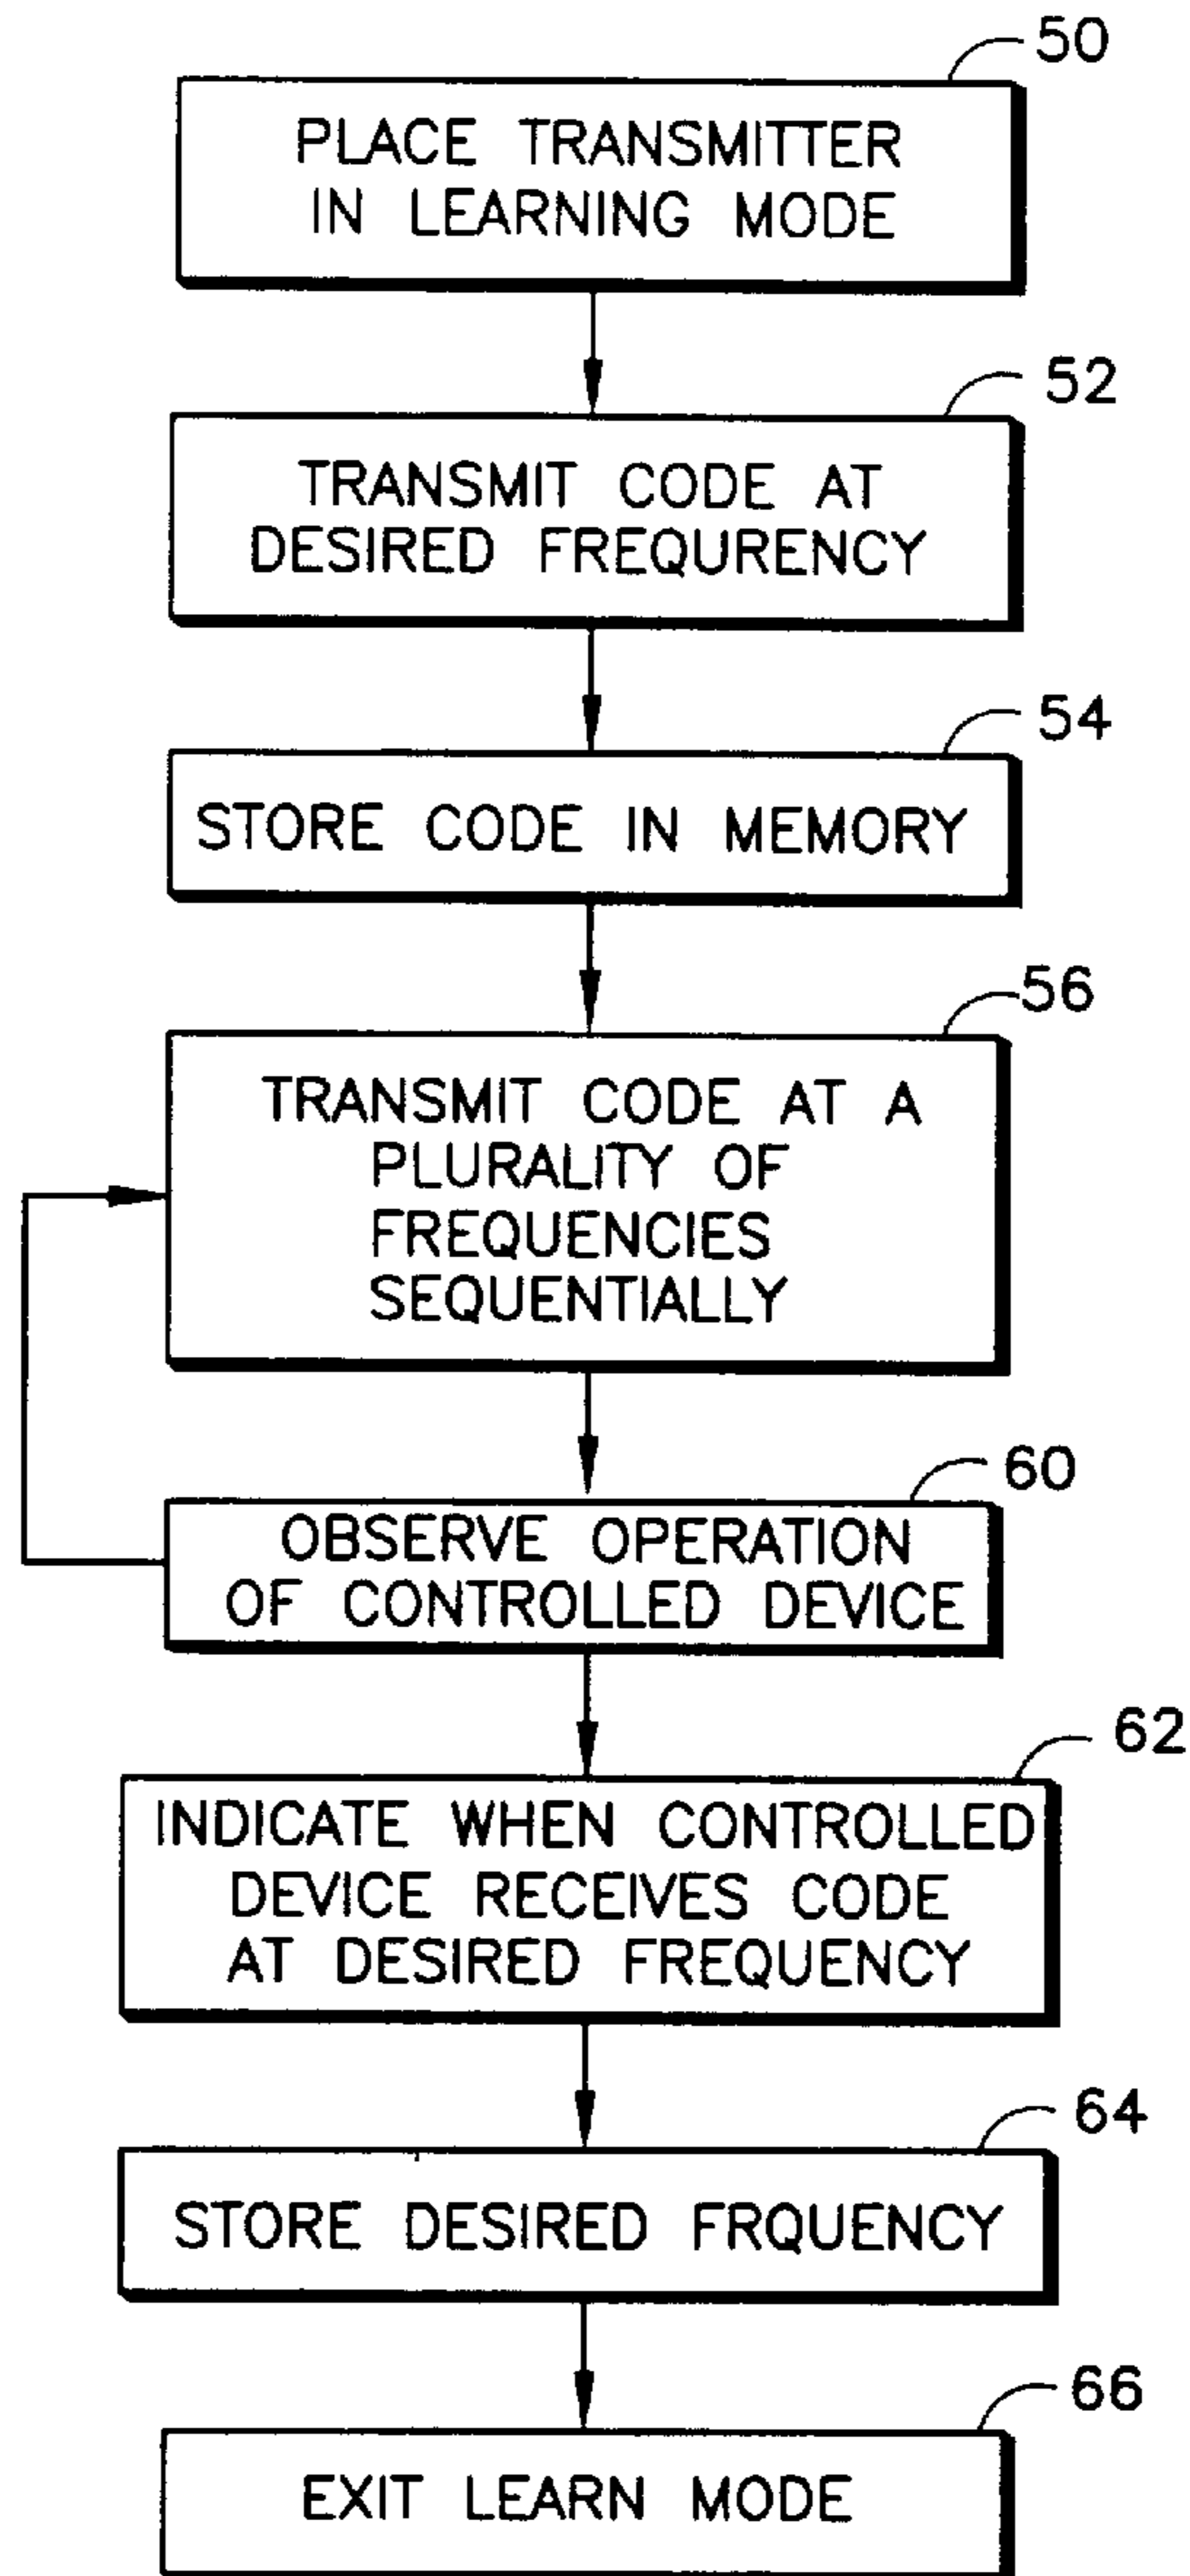 50
PLACE TRANSMITTER
IN LEARNING MODE
52
TRANSMIT CODE AT
DESIRED FREQURENCY
54
STORE CODE IN MEMORY
56
TRANSMIT CODE AT A
PLURALITY OF
FREQUENCIES
SEQUENTIALLY
60
OBSERVE OPERATION
OF CONTROLLED DEVICE
62
INDICATE WHEN CONTROLLED
DEVICE RECEIVES CODE
AT DESIRED FREQUENCY
64
STORE DESIRED FRQUENCY
66
EXIT LEARN MODE